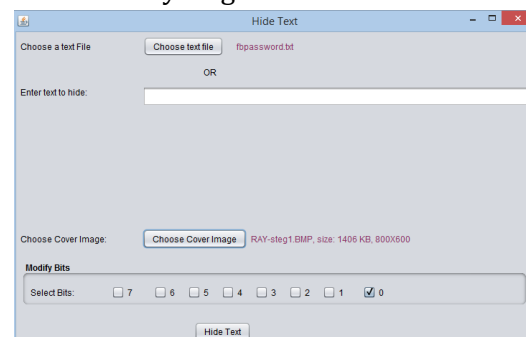 Hide Text
Choose a text File Choose text file fbpassword.txt
OR
Enter text to hide:
Choose Cover Image: Choose Cover Image RAY-steg1.BMP, size: 1406 KB, 800X600
Modify Bits
Select Bits: 7 6 5 4 3 2 1 0
Hide Text